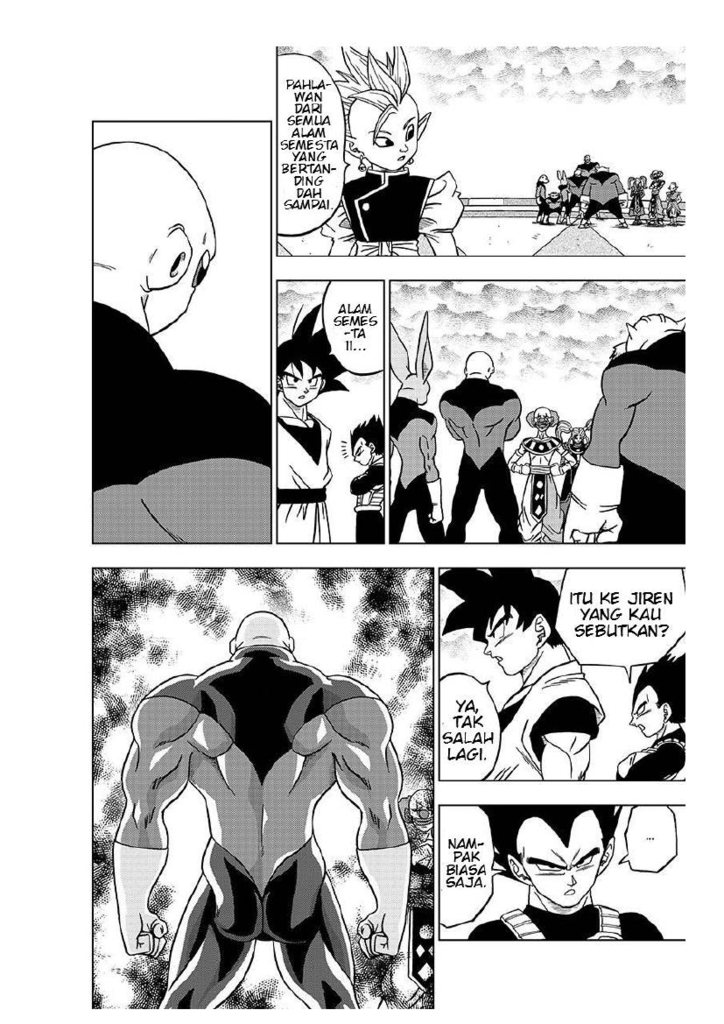 PAHLA-
WAN
DARI
SEMUA
ALAM
SEMESTA
YANG
BERTAN-
DING
DAH
SAMPAI.
ALAM
SEMES
-TA
11...
ITU KE JIREN
YANG KAU
SEBUTKAN?
YA,
TAK
SALAH
LAGI.
...
NAM-
PAK
BIASA
SAJA.